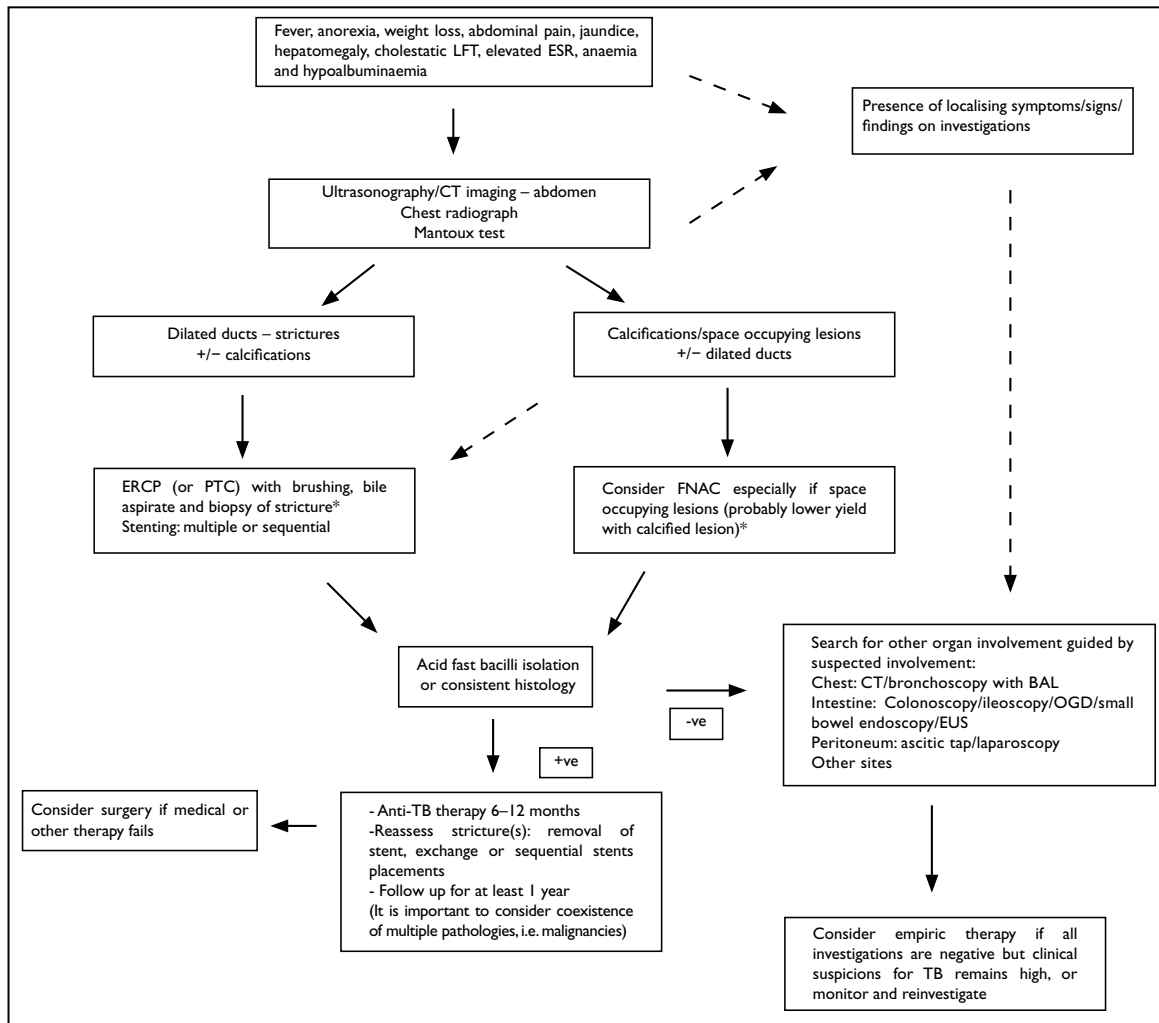 Fever, anorexia, weight loss, abdominal pain, jaundice,
hepatomegaly, cholestatic LFT, elevated ESR, anaemia
and hypoalbuminaemia
Presence of localising symptoms/signs/
findings on investigations
Ultrasonography/CT imaging – abdomen
Chest radiograph
Mantoux test
Dilated ducts – strictures
+/− calcifications
Calcifications/space occupying lesions
+/− dilated ducts
ERCP (or PTC) with brushing, bile
aspirate and biopsy of stricture*
Stenting: multiple or sequential
Consider FNAC especially if space
occupying lesions (probably lower yield
with calcified lesion)*
Acid fast bacilli isolation
or consistent histology
-ve
+ve
Search for other organ involvement guided by
suspected involvement:
Chest: CT/bronchoscopy with BAL
Intestine: Colonoscopy/ileoscopy/OGD/small
bowel endoscopy/EUS
Peritoneum: ascitic tap/laparoscopy
Other sites
Consider surgery if medical or
other therapy fails
- Anti-TB therapy 6–12 months
-Reassess stricture(s): removal of
stent, exchange or sequential stents
placements
- Follow up for at least 1 year
(It is important to consider coexistence
of multiple pathologies, i.e. malignancies)
Consider empiric therapy if all
investigations are negative but clinical
suspicions for TB remains high, or
monitor and reinvestigate